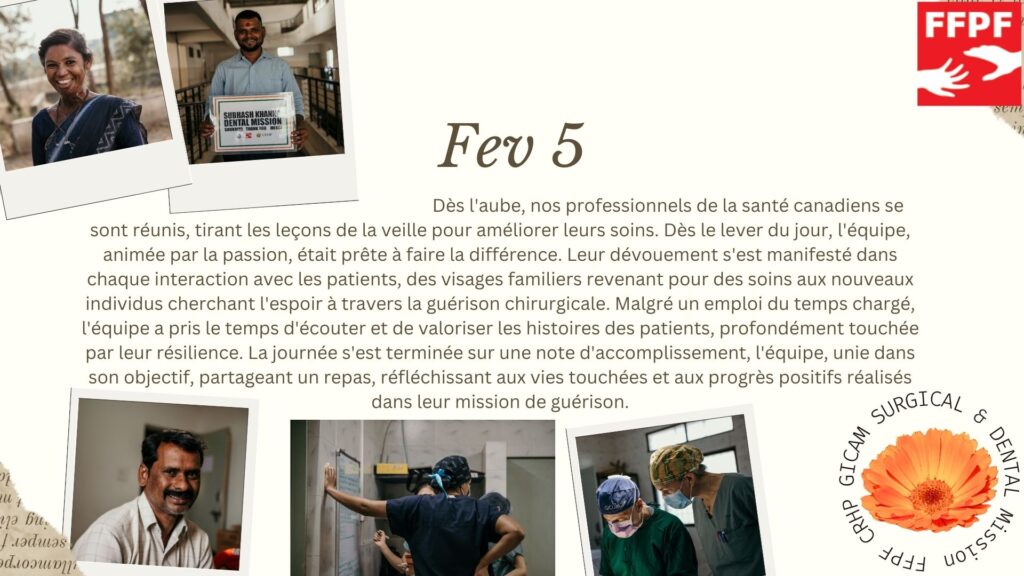 FFPF
SUBHASH KHANKA
DENTAL MISSION
THANK YOU
Fev 5
Dès l'aube, nos professionnels de la santé canadiens se
sont réunis, tirant les leçons de la veille pour améliorer leurs soins. Dès le lever du jour, l'équipe,
animée par la passion, était prête à faire la différence. Leur dévouement s'est manifesté dans
chaque interaction avec les patients, des visages familiers revenant pour des soins aux nouveaux
individus cherchant l'espoir à travers la guérison chirurgicale. Malgré un emploi du temps chargé,
l'équipe a pris le temps d'écouter et de valoriser les histoires des patients, profondément touchée
par leur résilience. La journée s'est terminée sur une note d'accomplissement, l'équipe, unie dans
son objectif, partageant un repas, réfléchissant aux vies touchées et aux progrès positifs réalisés
dans leur mission de guérison.
FFPF CRHP GICAM SURGICAL & DENTAL Mission